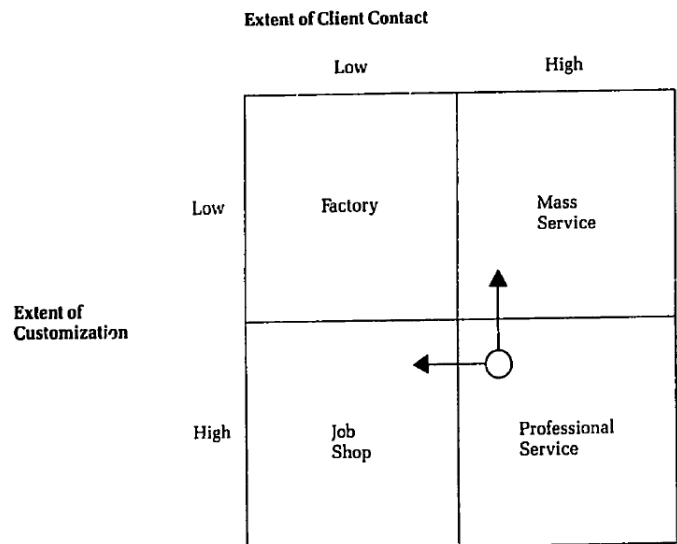 Extent of Client Contact
Low High
Low Factory Mass
Service
Extent of
Customization
High Job
Shop Professional
Service